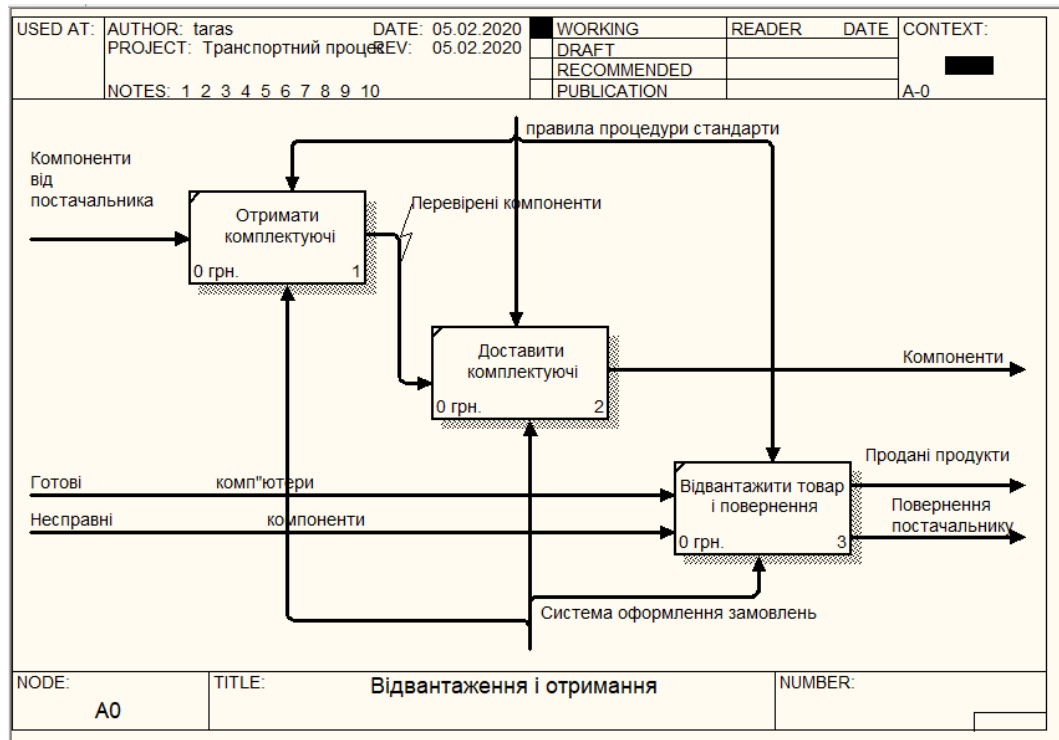 USED AT:
AUTHOR: taras
DATE: 05.02.2020
PROJECT: Транспортний процес
REV: 05.02.2020
NOTES: 1 2 3 4 5 6 7 8 9 10
WORKING
DRAFT
RECOMMENDED
PUBLICATION
READER DATE
CONTEXT:
A-0
правила процедури стандарти
Компоненти
від
постачальника
Отримати
комплектуючі
0 грн. 1
Перевірені компоненти
Доставити
комплектуючі
0 грн. 2
Компоненти
Продані продукти
Готові комп"ютери
Відвантажити товар
і повернення
0 грн. 3
Повернення
постачальнику
Несправні компоненти
Система оформлення замовлень
NODE:
A0
TITLE:
Відвантаження і отримання
NUMBER: